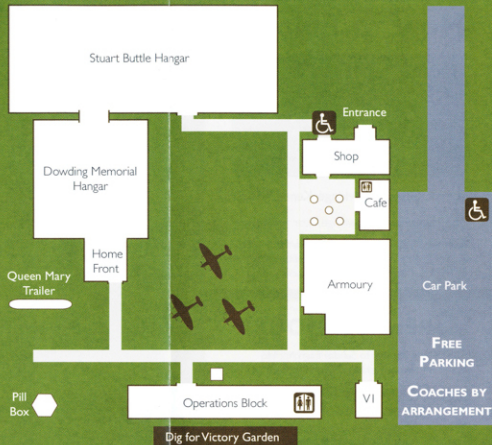 Stuart Buttle Hangar
Entrance
Shop
Dowding Memorial
Hangar
Cafe
Home
Front
Queen Mary
Trailer
Armoury
Car Park
FREE
PARKING
COACHES BY
ARRANGEMENT
Pill
Box
Operations Block
V1
Dig for Victory Garden